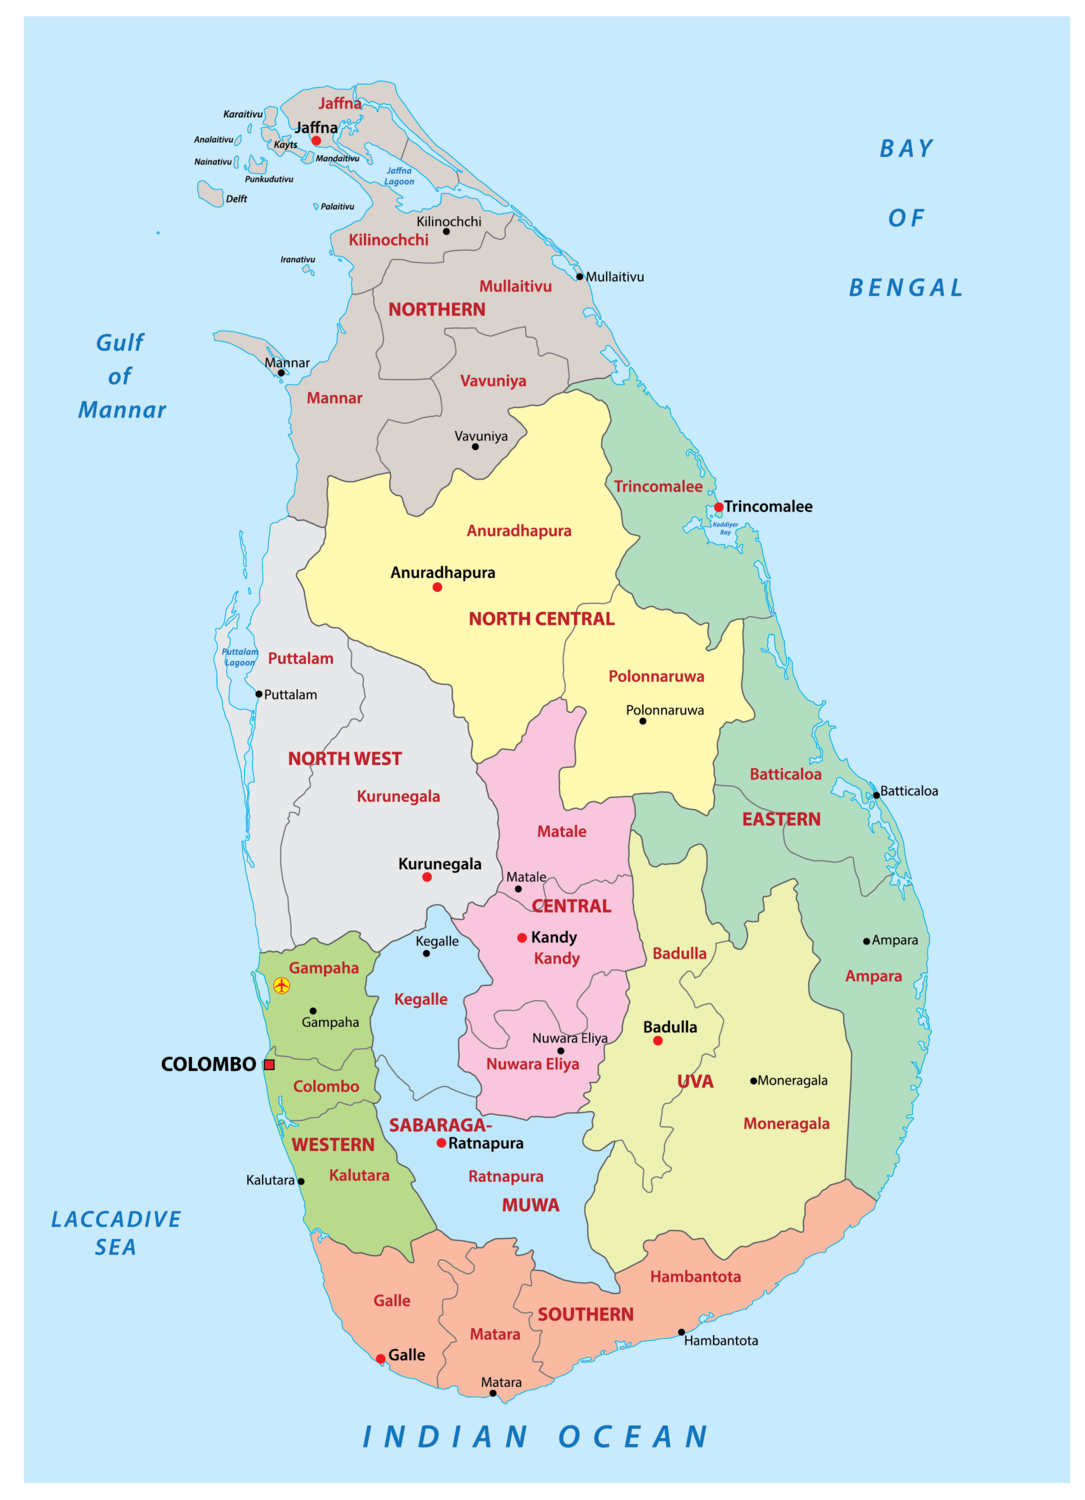 Jaffna
Karaitivu
Jaffna
Analaitivu
Kayts
Mandaitivu
Nainativu
Jaffna
Lagoon
Punkudutivu
Delft
Palaitivu
BAY
OF
BENGAL
Kilinochchi
Kilinochchi
Iranativu
Mullaitivu
Mullaitivu
NORTHERN
Gulf
of
Mannar
Mannar
Vavuniya
Mannar
Vavuniya
Trincomalee
Trincomalee
Koddiyar
Bay
Anuradhapura
Anuradhapura
NORTH CENTRAL
Puttalam
Lagoon
Puttalam
Polonnaruwa
Puttalam
Polonnaruwa
NORTH WEST
Batticaloa
Kurunegala
Batticaloa
EASTERN
Matale
Kurunegala
Matale
CENTRAL
Kandy
Kegalle
Ampara
Kandy
Badulla
Gampaha
Ampara
Kegalle
Gampaha
Badulla
Nuwara Eliya
COLOMBO
Nuwara Eliya
Colombo
UVA
Moneragala
SABARAGA-
Moneragala
WESTERN
Ratnapura
Kalutara
Kalutara
Ratnapura
MUWA
LACCADIVE
SEA
Hambantota
Galle
SOUTHERN
Matara
Hambantota
Galle
Matara
INDIAN OCEAN